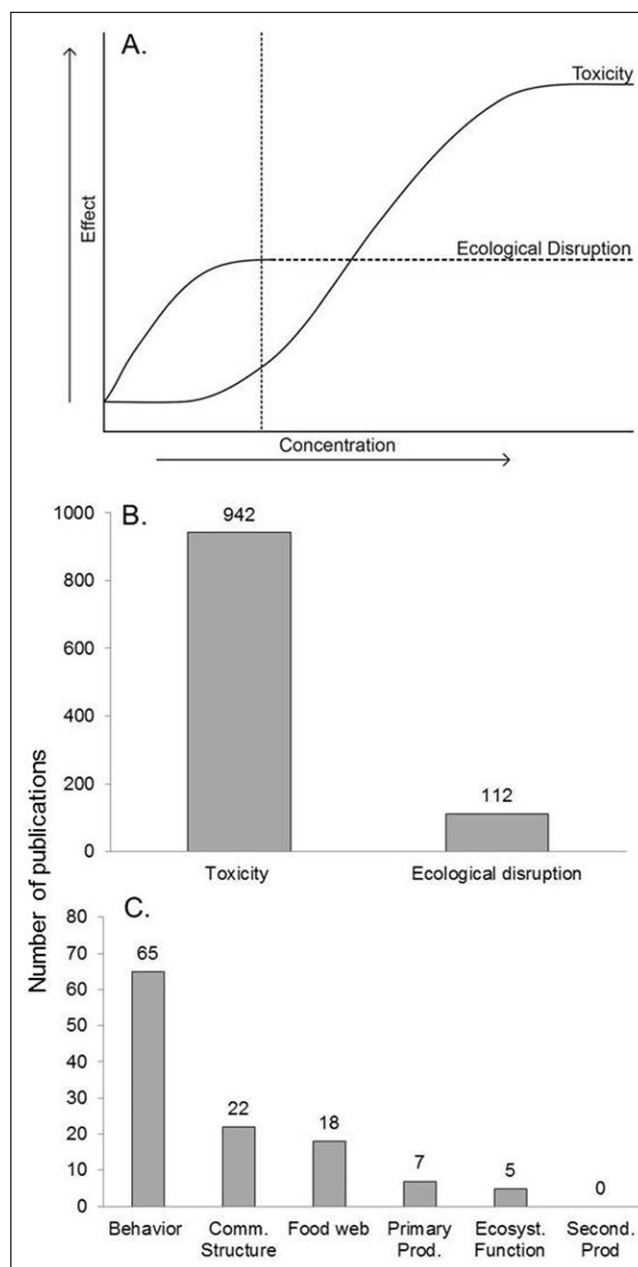 A.
Toxicity
Effect
Ecological Disruption
Concentration
B.
Number of publications
1000
800
600
400
200
0
942
112
Toxicity
Ecological disruption
C.
80
70
60
50
40
30
20
10
0
65
22
18
7
5
0
Behavior
Comm.
Structure
Food web
Primary
Prod.
Ecosyst.
Function
Second.
Prod